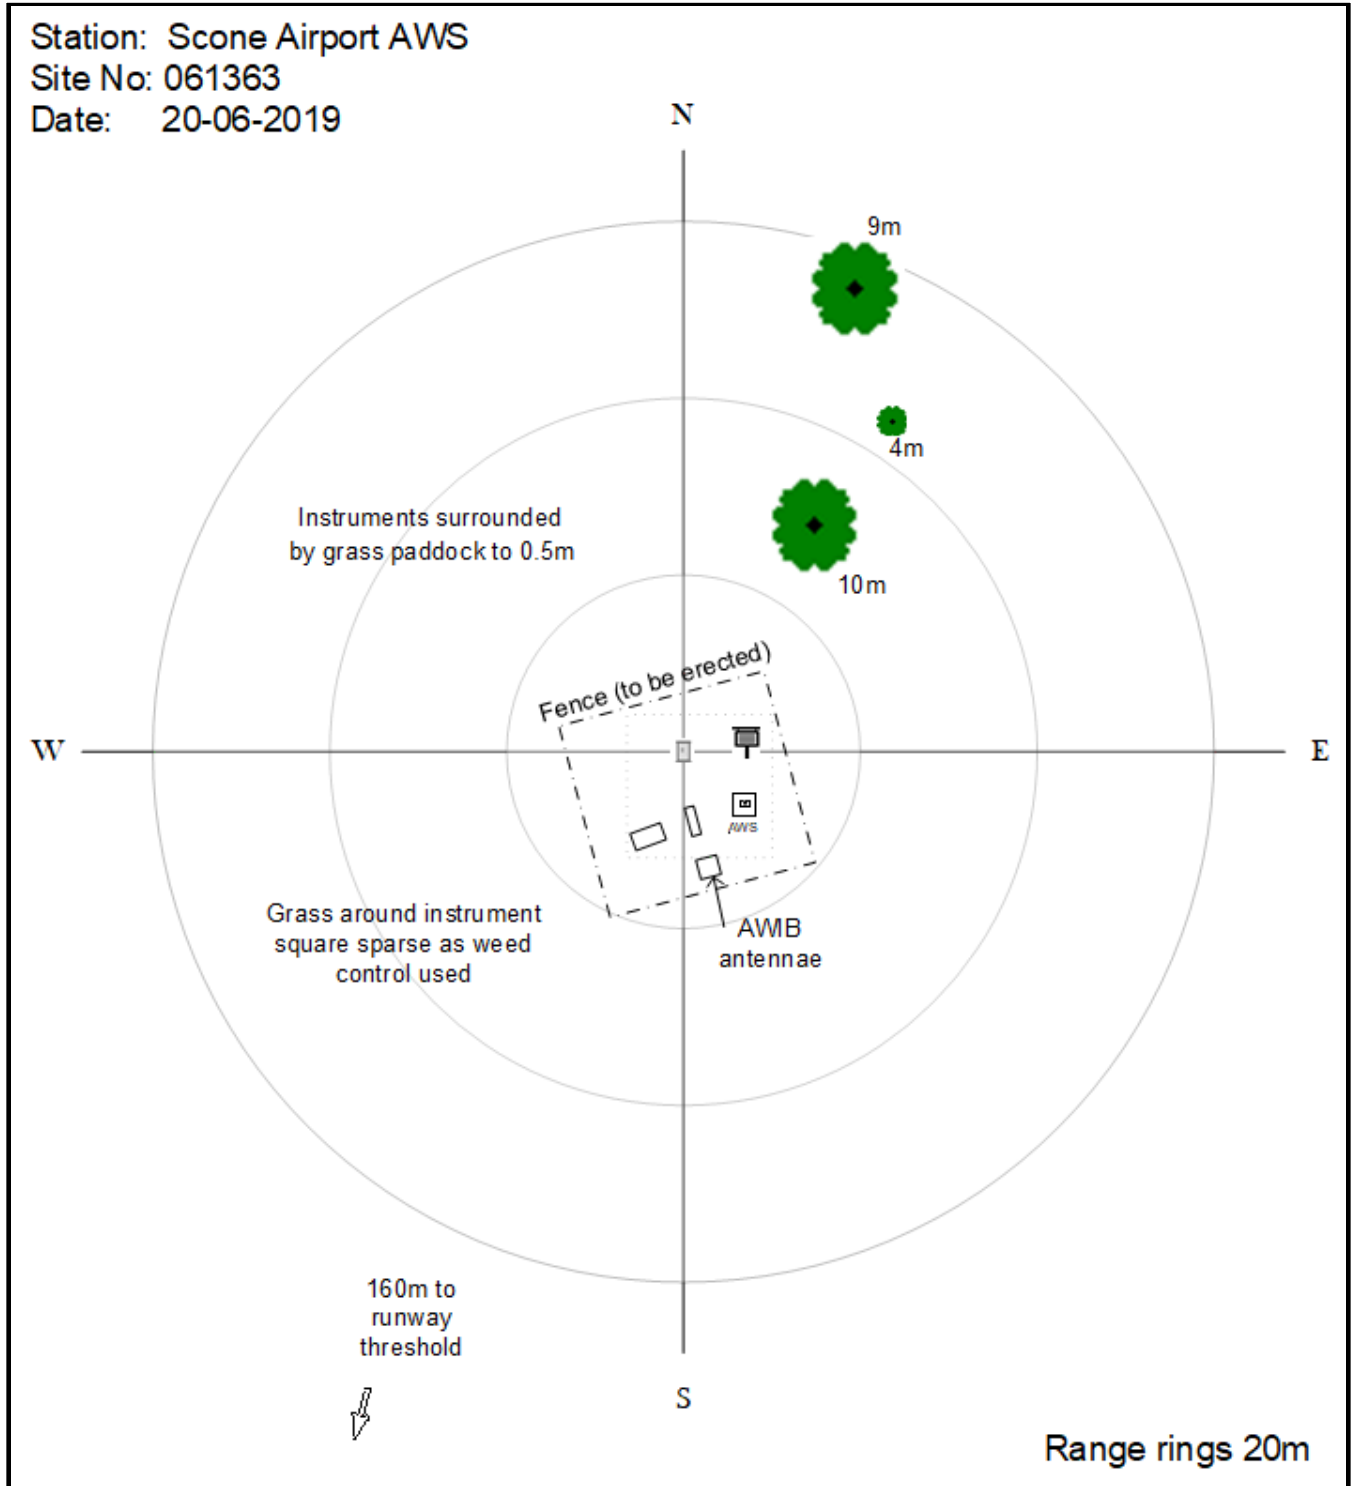 Station: Scone Airport AWS
Site No: 061363
Date: 20-06-2019
N
9m
4m
Instruments surrounded
by grass paddock to 0.5m
10m
Fence (to be erected)
W
E
AWS
Grass around instrument
square sparse as weed
control used
AWIB
antennae
160m to
runway
threshold
S
Range rings 20m